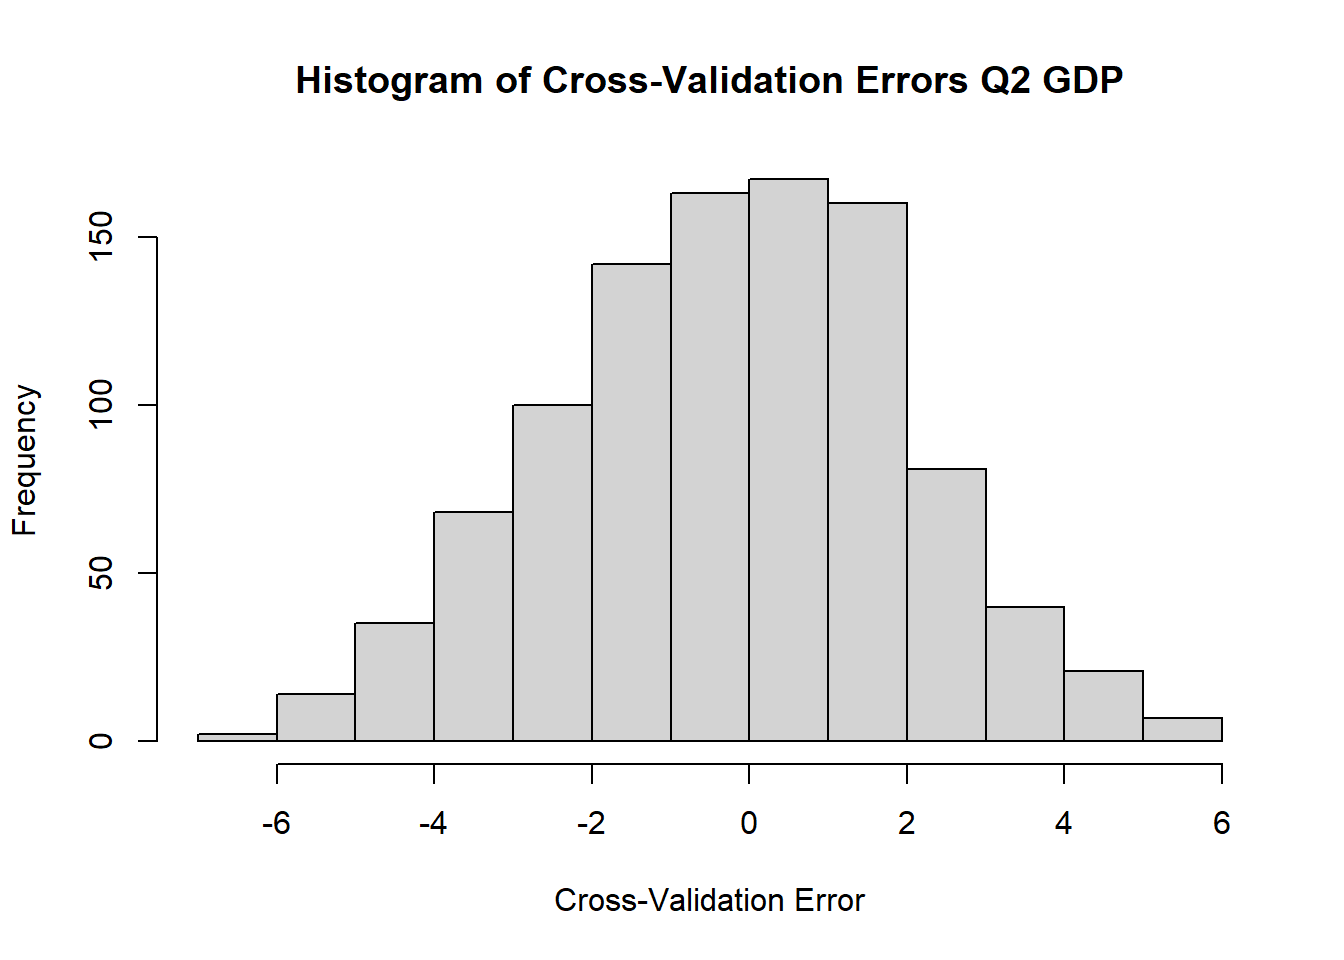 Histogram of Cross-Validation Errors Q2 GDP
150
100
50
0
Frequency
-6 -4 -2 0 2 4 6
Cross-Validation Error